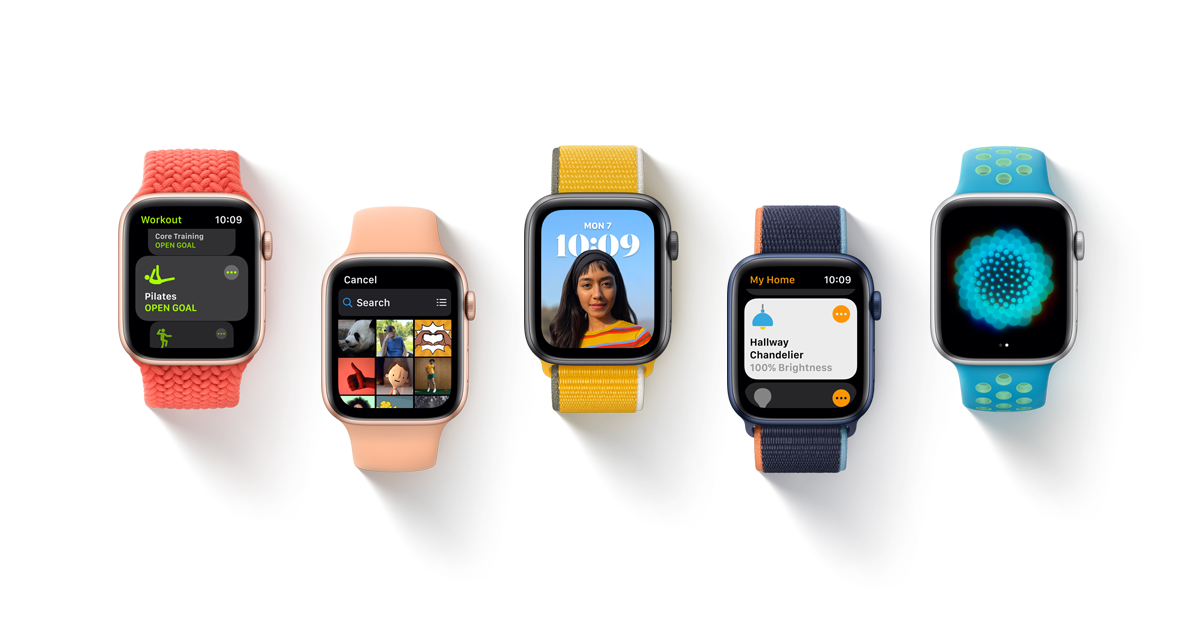 Workout 10:09
Core Training
OPEN GOAL
Pilates
OPEN GOAL
Cancel
Search
MON 7
10:09
My Home 10:09
Hallway
Chandelier
100% Brightness